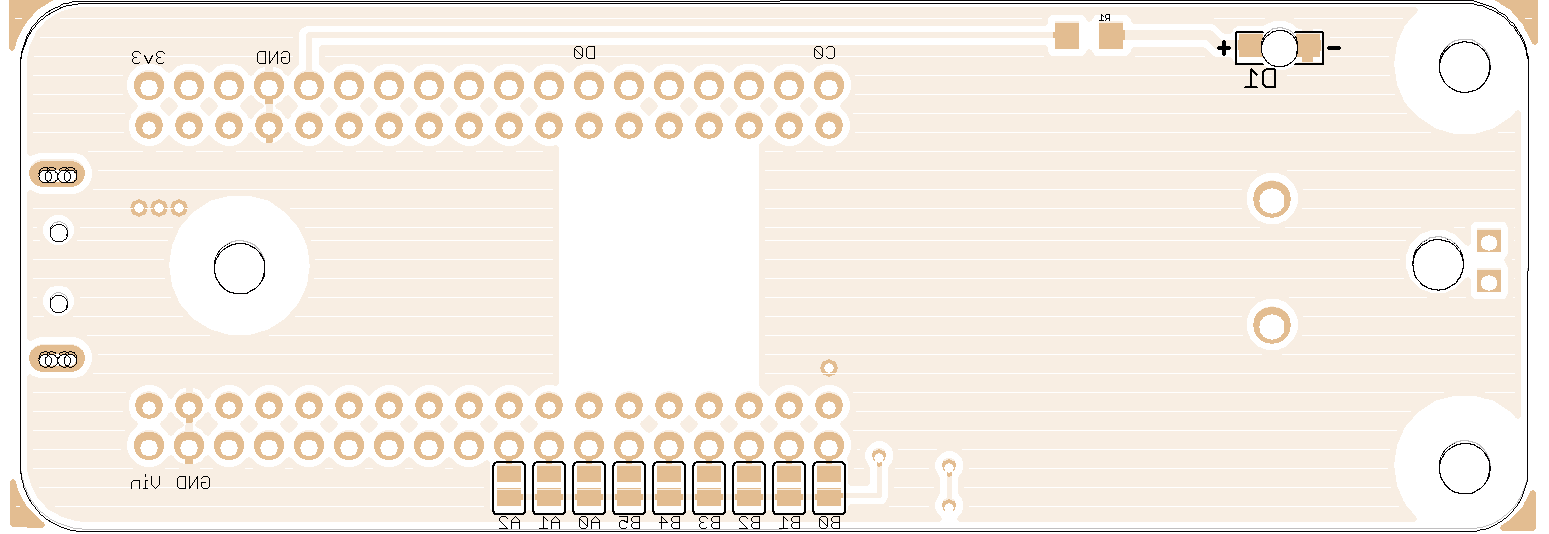 R1
3v3 GND D0 C0
+ -
D1
Vin GND
A2 A1 A0 B5 B4 B3 B2 B1 B0